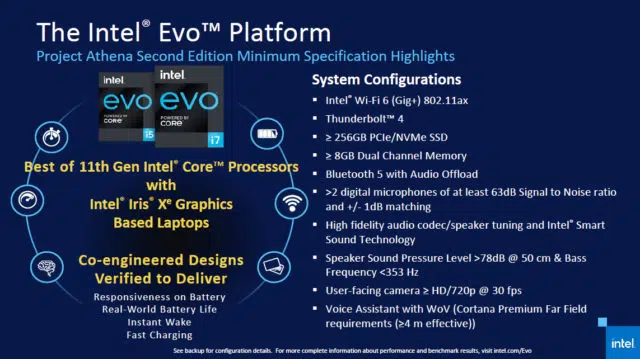 The Intel® Evo™ Platform
Project Athena Second Edition Minimum Specification Highlights
intel.
evo
POWERED BY
CORE
i5
intel.
evo
POWERED BY
CORE
i7
Best of 11th Gen Intel® Core™ Processors
with
Intel® Iris® Xe Graphics
Based Laptops
Co-engineered Designs
Verified to Deliver
Responsiveness on Battery
Real-World Battery Life
Instant Wake
Fast Charging
System Configurations
▪ Intel® Wi-Fi 6 (Gig+) 802.11ax
▪ Thunderbolt™ 4
▪ ≥ 256GB PCIe/NVMe SSD
▪ ≥ 8GB Dual Channel Memory
▪ Bluetooth 5 with Audio Offload
▪ >2 digital microphones of at least 63dB Signal to Noise ratio
and +/- 1dB matching
▪ High fidelity audio codec/speaker tuning and Intel® Smart
Sound Technology
▪ Speaker Sound Pressure Level >78dB @ 50 cm & Bass
Frequency <353 Hz
▪ User-facing camera ≥ HD/720p @ 30 fps
▪ Voice Assistant with WoV (Cortana Premium Far Field
requirements (≥4 m effective))
See backup for configuration details. For more complete information about performance and benchmark results, visit intel.com/Evo
intel.